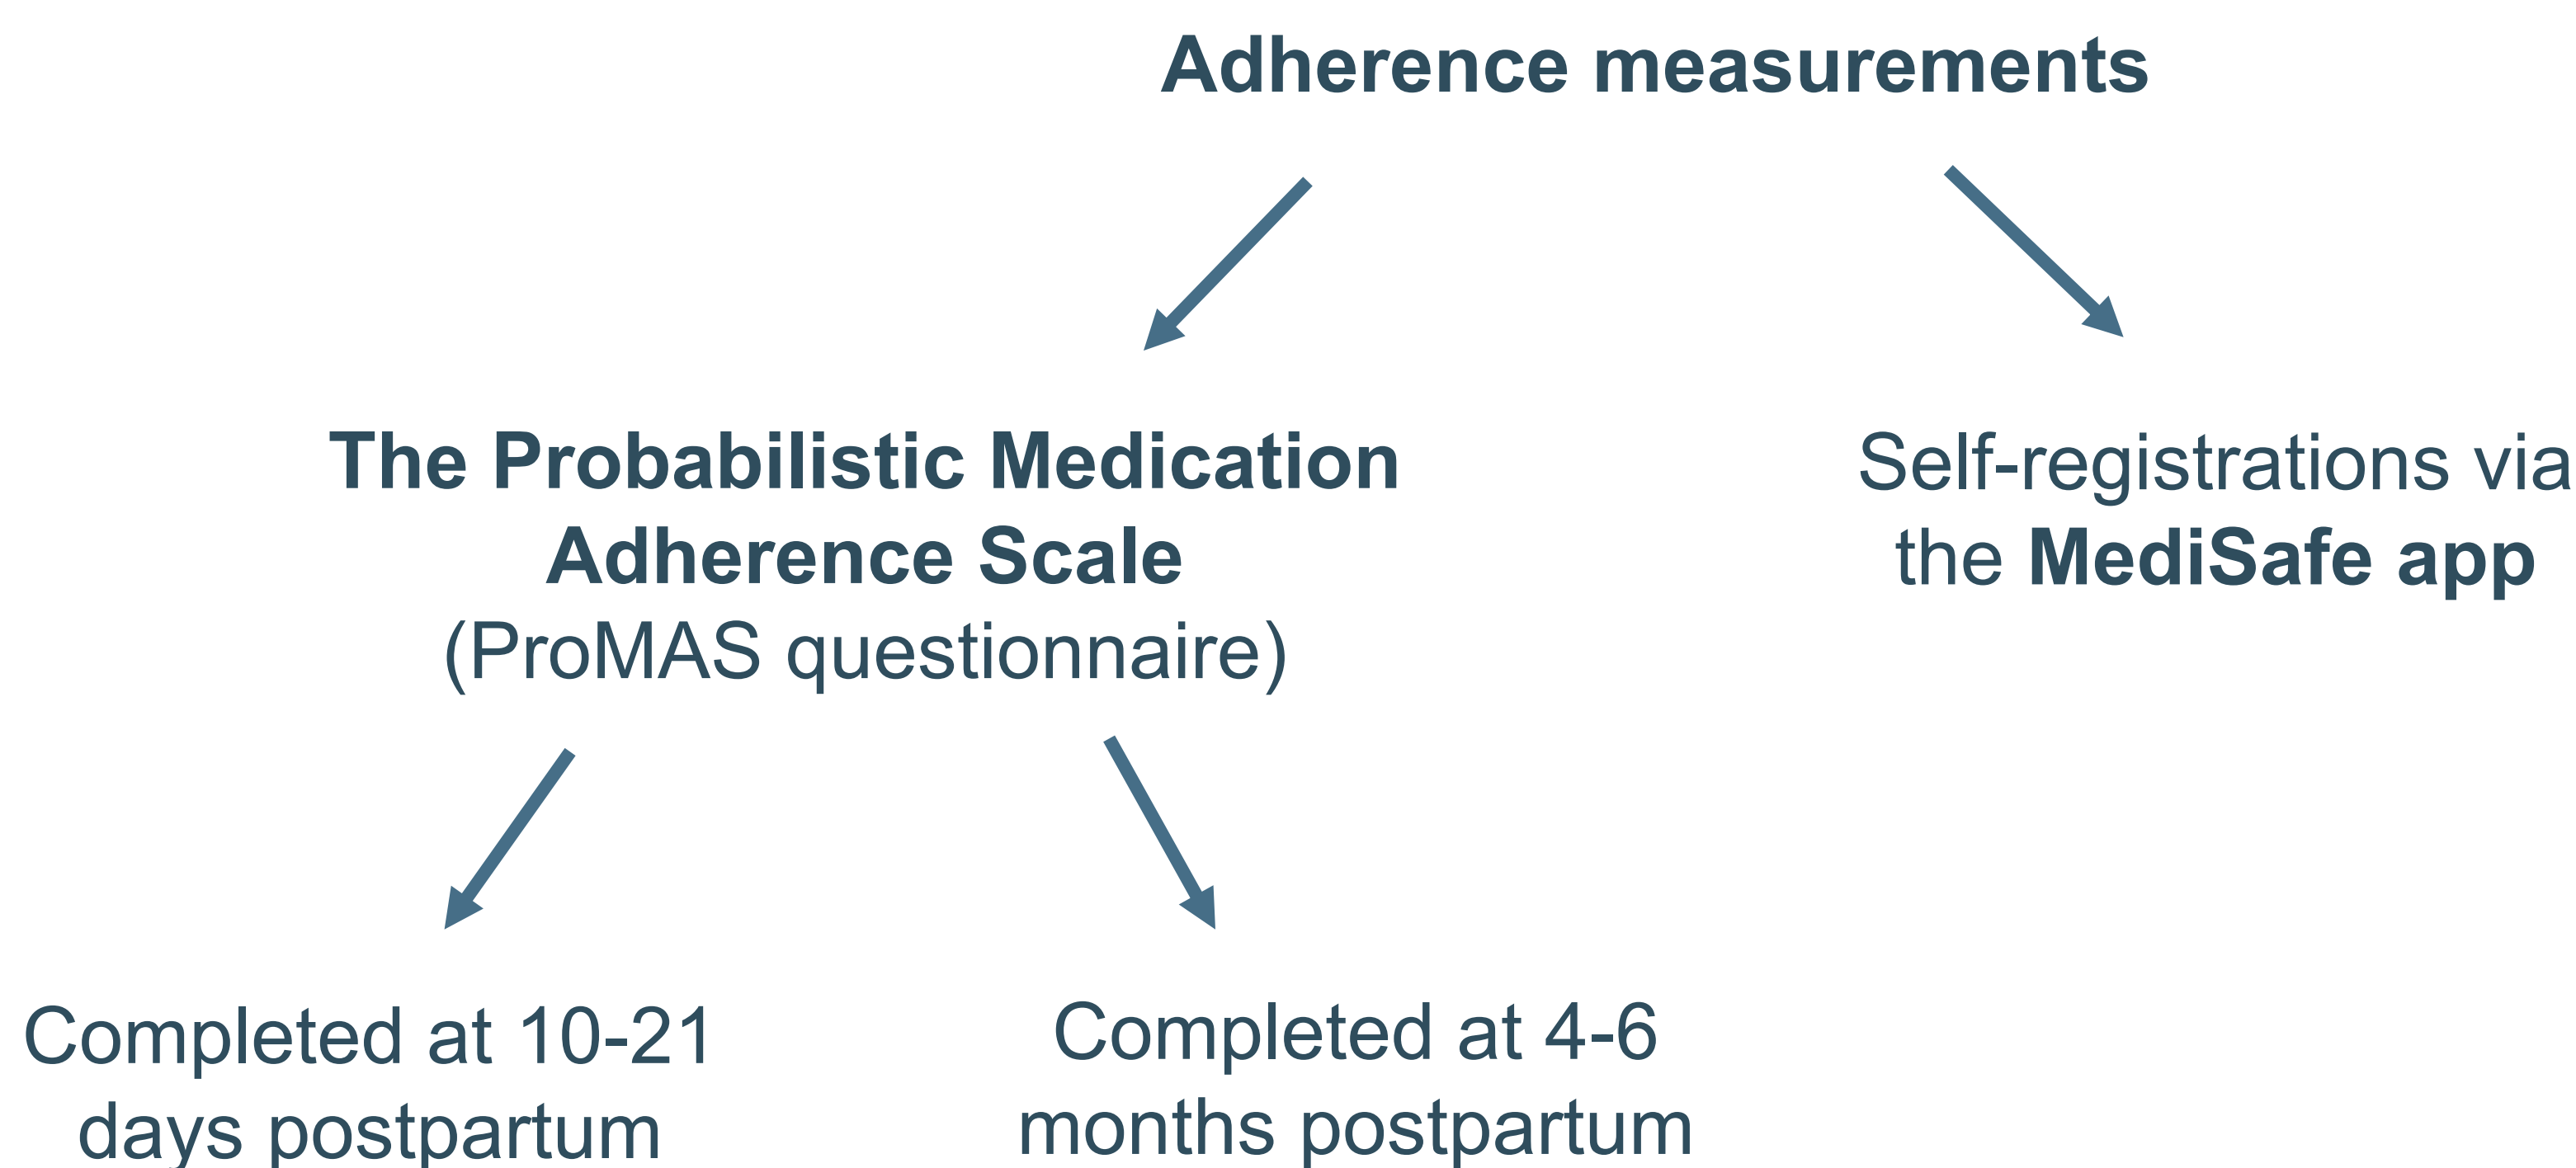 Adherence measurements
The Probabilistic Medication
Adherence Scale
(ProMAS questionnaire)
Self-registrations via
the MediSafe app
Completed at 10-21
days postpartum
Completed at 4-6
months postpartum